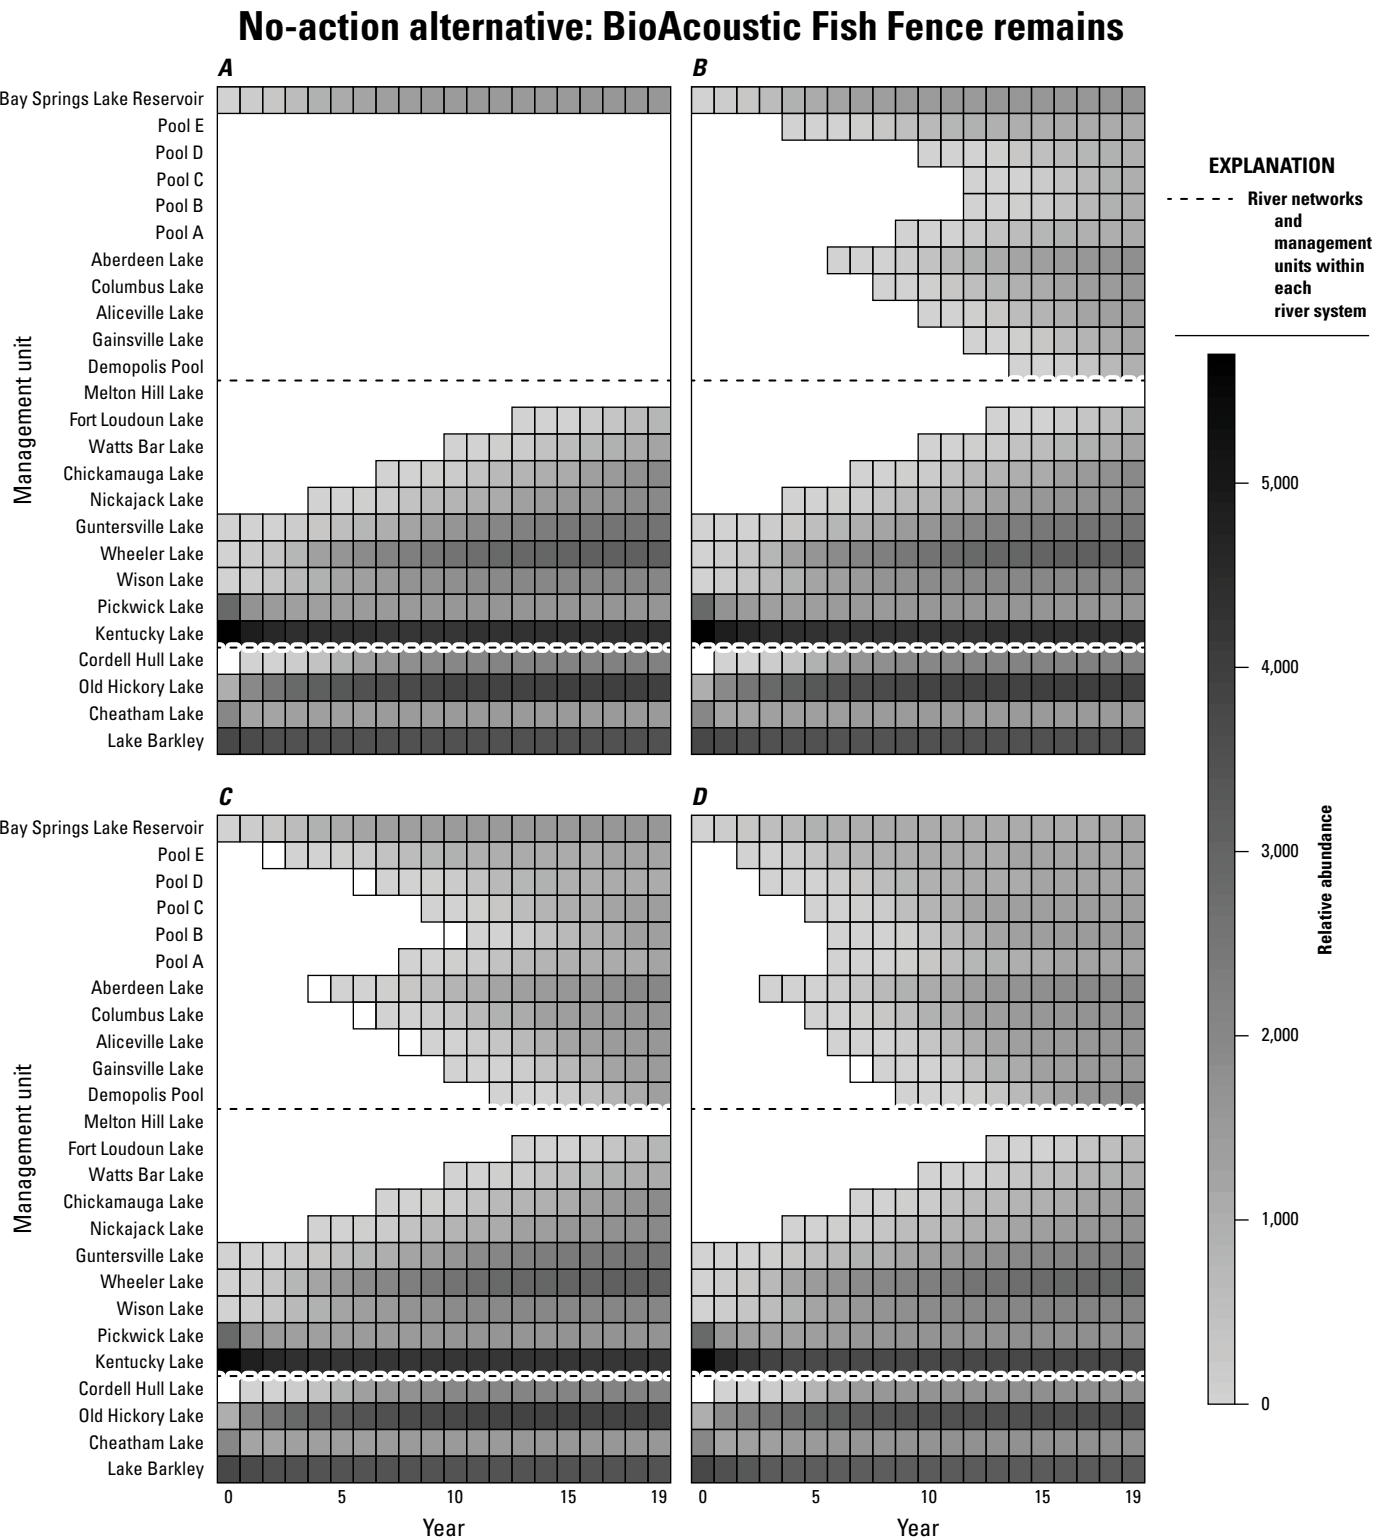 No-action alternative: BioAcoustic Fish Fence remains
A
B
Bay Springs Lake Reservoir
Pool E
Pool D
Pool C
Pool B
Pool A
Aberdeen Lake
Columbus Lake
Aliceville Lake
Gainsville Lake
Demopolis Pool
Melton Hill Lake
Fort Loudoun Lake
Watts Bar Lake
Chickamauga Lake
Nickajack Lake
Guntersville Lake
Wheeler Lake
Wison Lake
Pickwick Lake
Kentucky Lake
Cordell Hull Lake
Old Hickory Lake
Cheatham Lake
Lake Barkley
Management unit
C
D
Bay Springs Lake Reservoir
Pool E
Pool D
Pool C
Pool B
Pool A
Aberdeen Lake
Columbus Lake
Aliceville Lake
Gainsville Lake
Demopolis Pool
Melton Hill Lake
Fort Loudoun Lake
Watts Bar Lake
Chickamauga Lake
Nickajack Lake
Guntersville Lake
Wheeler Lake
Wison Lake
Pickwick Lake
Kentucky Lake
Cordell Hull Lake
Old Hickory Lake
Cheatham Lake
Lake Barkley
Management unit
0 5 10 15 19
Year
0 5 10 15 19
Year
EXPLANATION
River networks
and
management
units within
each
river system
5,000
4,000
3,000
2,000
1,000
0
Relative abundance